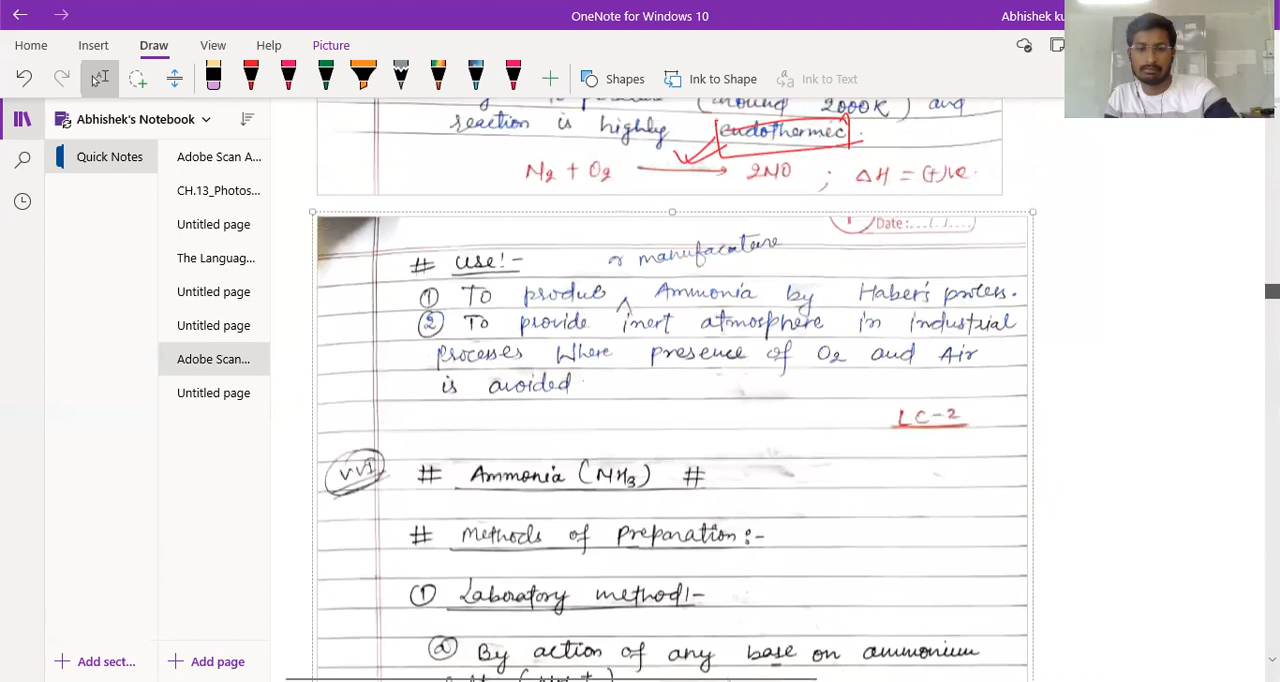 OneNote for Windows 10
Abhishek ku
Home Insert Draw View Help Picture
Shapes Ink to Shape Ink to Text
Abhishek's Notebook
Quick Notes
Adobe Scan A...
CH.13_Photos...
Untitled page
The Languag...
Untitled page
Untitled page
Adobe Scan...
Untitled page
Add sect... Add page
(around 2000K) and
reaction is highly endothermic.
N2 + O2 → 2NO ; ΔH = (+)ve.
Date:....(.)....
# Use:- or manufacature
① To produc ^ Ammonia by Haber's process.
② To provide inert atmosphere in industrial
processes Where presence of O2 and Air
is avoided
LC-2
VVI # Ammonia (NH3) #
# Methods of preparation:-
① Laboratory method:-
ⓐ By action of any base on ammonium